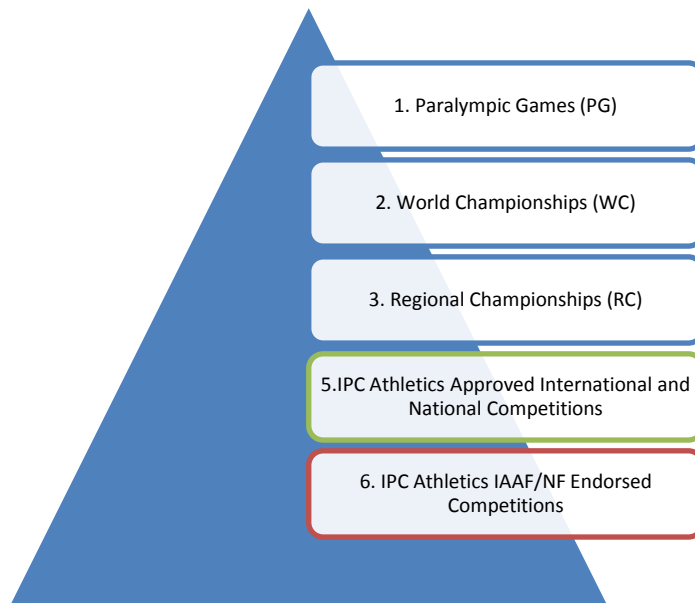 1. Paralympic Games (PG)
2. World Championships (WC)
3. Regional Championships (RC)
5.IPC Athletics Approved International and
National Competitions
6. IPC Athletics IAAF/NF Endorsed
Competitions